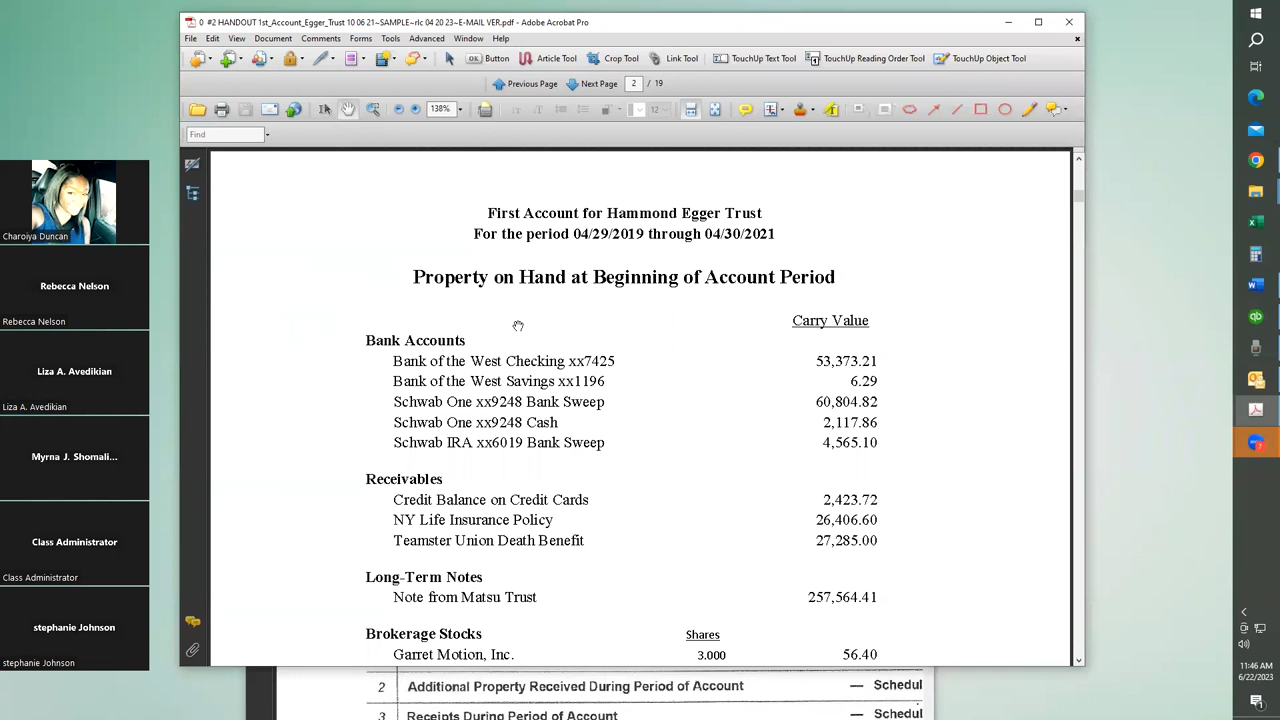 0 #2 HANDOUT 1st_Account_Egger_Trust 10 06 21~SAMPLE~rlc 04 20 23~E-MAIL VER.pdf - Adobe Acrobat Pro
File Edit View Document Comments Forms Tools Advanced Window Help
OK Button Article Tool Crop Tool Link Tool TouchUp Text Tool TouchUp Reading Order Tool TouchUp Object Tool
Previous Page Next Page 2 / 19
138% 12
Find
Charoiya Duncan
Rebecca Nelson
Rebecca Nelson
Liza A. Avedikian
Liza A. Avedikian
Myrna J. Shomali...
Class Administrator
Class Administrator
stephanie Johnson
stephanie Johnson
First Account for Hammond Egger Trust
For the period 04/29/2019 through 04/30/2021
Property on Hand at Beginning of Account Period
Carry Value
Bank Accounts
Bank of the West Checking xx7425 53,373.21
Bank of the West Savings xx1196 6.29
Schwab One xx9248 Bank Sweep 60,804.82
Schwab One xx9248 Cash 2,117.86
Schwab IRA xx6019 Bank Sweep 4,565.10
Receivables
Credit Balance on Credit Cards 2,423.72
NY Life Insurance Policy 26,406.60
Teamster Union Death Benefit 27,285.00
Long-Term Notes
Note from Matsu Trust 257,564.41
Brokerage Stocks Shares
Garret Motion, Inc. 3.000 56.40
2 Additional Property Received During Period of Account — Schedul
3 Receipts During Period of Account — Schedul
11:46 AM
6/22/2023